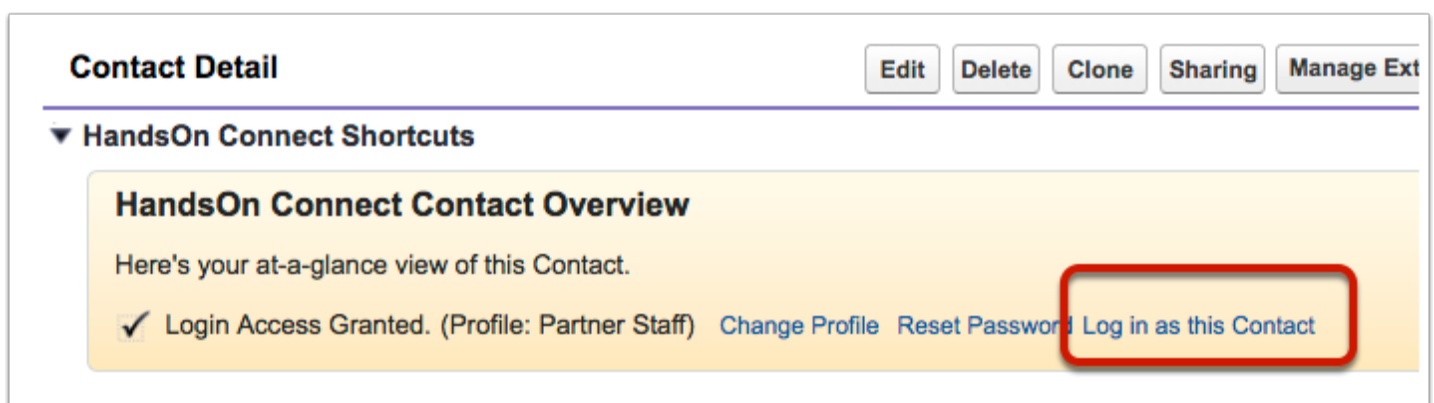 Contact Detail Edit Delete Clone Sharing Manage Ext
HandsOn Connect Shortcuts
HandsOn Connect Contact Overview
Here's your at-a-glance view of this Contact.
Login Access Granted. (Profile: Partner Staff) Change Profile Reset Password Log in as this Contact